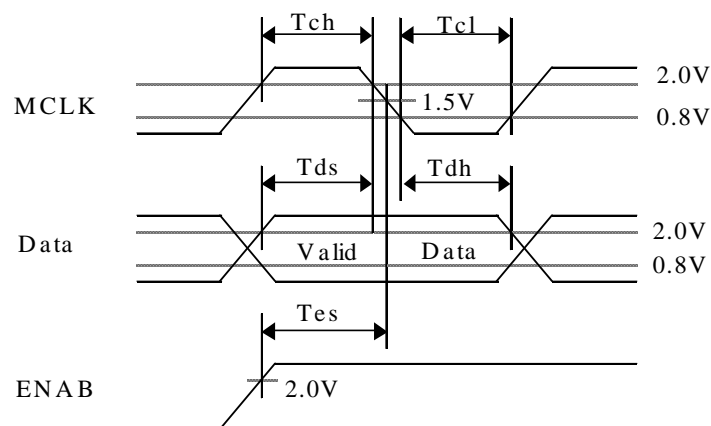 Tch Tcl
2.0V
MCLK 1.5V
0.8V
Tds Tdh
Data Valid Data 2.0V
0.8V
Tes
ENAB 2.0V